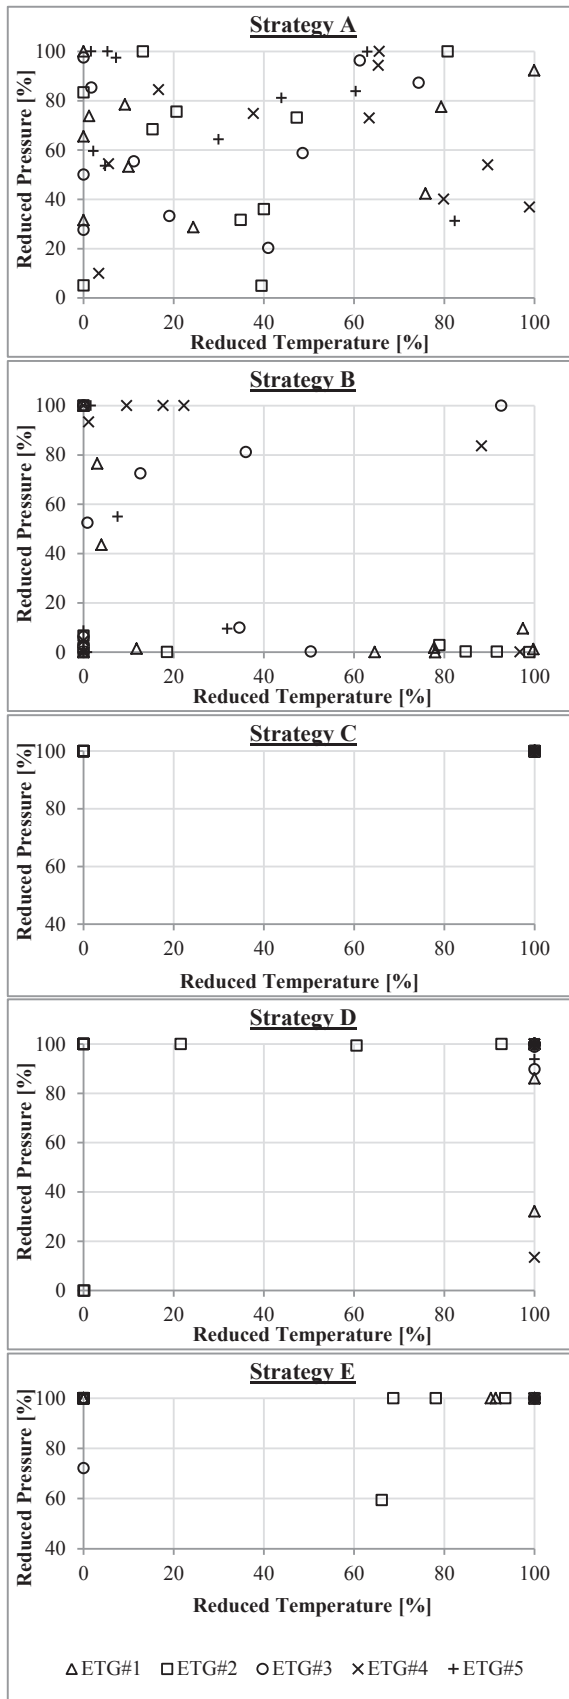 Strategy A
Reduced Pressure [%]
100
80
60
40
20
0
0 20 40 60 80 100
Reduced Temperature [%]
Strategy B
Reduced Pressure [%]
100
80
60
40
20
0
0 20 40 60 80 100
Reduced Temperature [%]
Strategy C
Reduced Pressure [%]
100
80
60
40
0 20 40 60 80 100
Reduced Temperature [%]
Strategy D
Reduced Pressure [%]
100
80
60
40
20
0
0 20 40 60 80 100
Reduced Temperature [%]
Strategy E
Reduced Pressure [%]
100
80
60
40
0 20 40 60 80 100
Reduced Temperature [%]
ETG#1 ETG#2 ETG#3 ETG#4 ETG#5